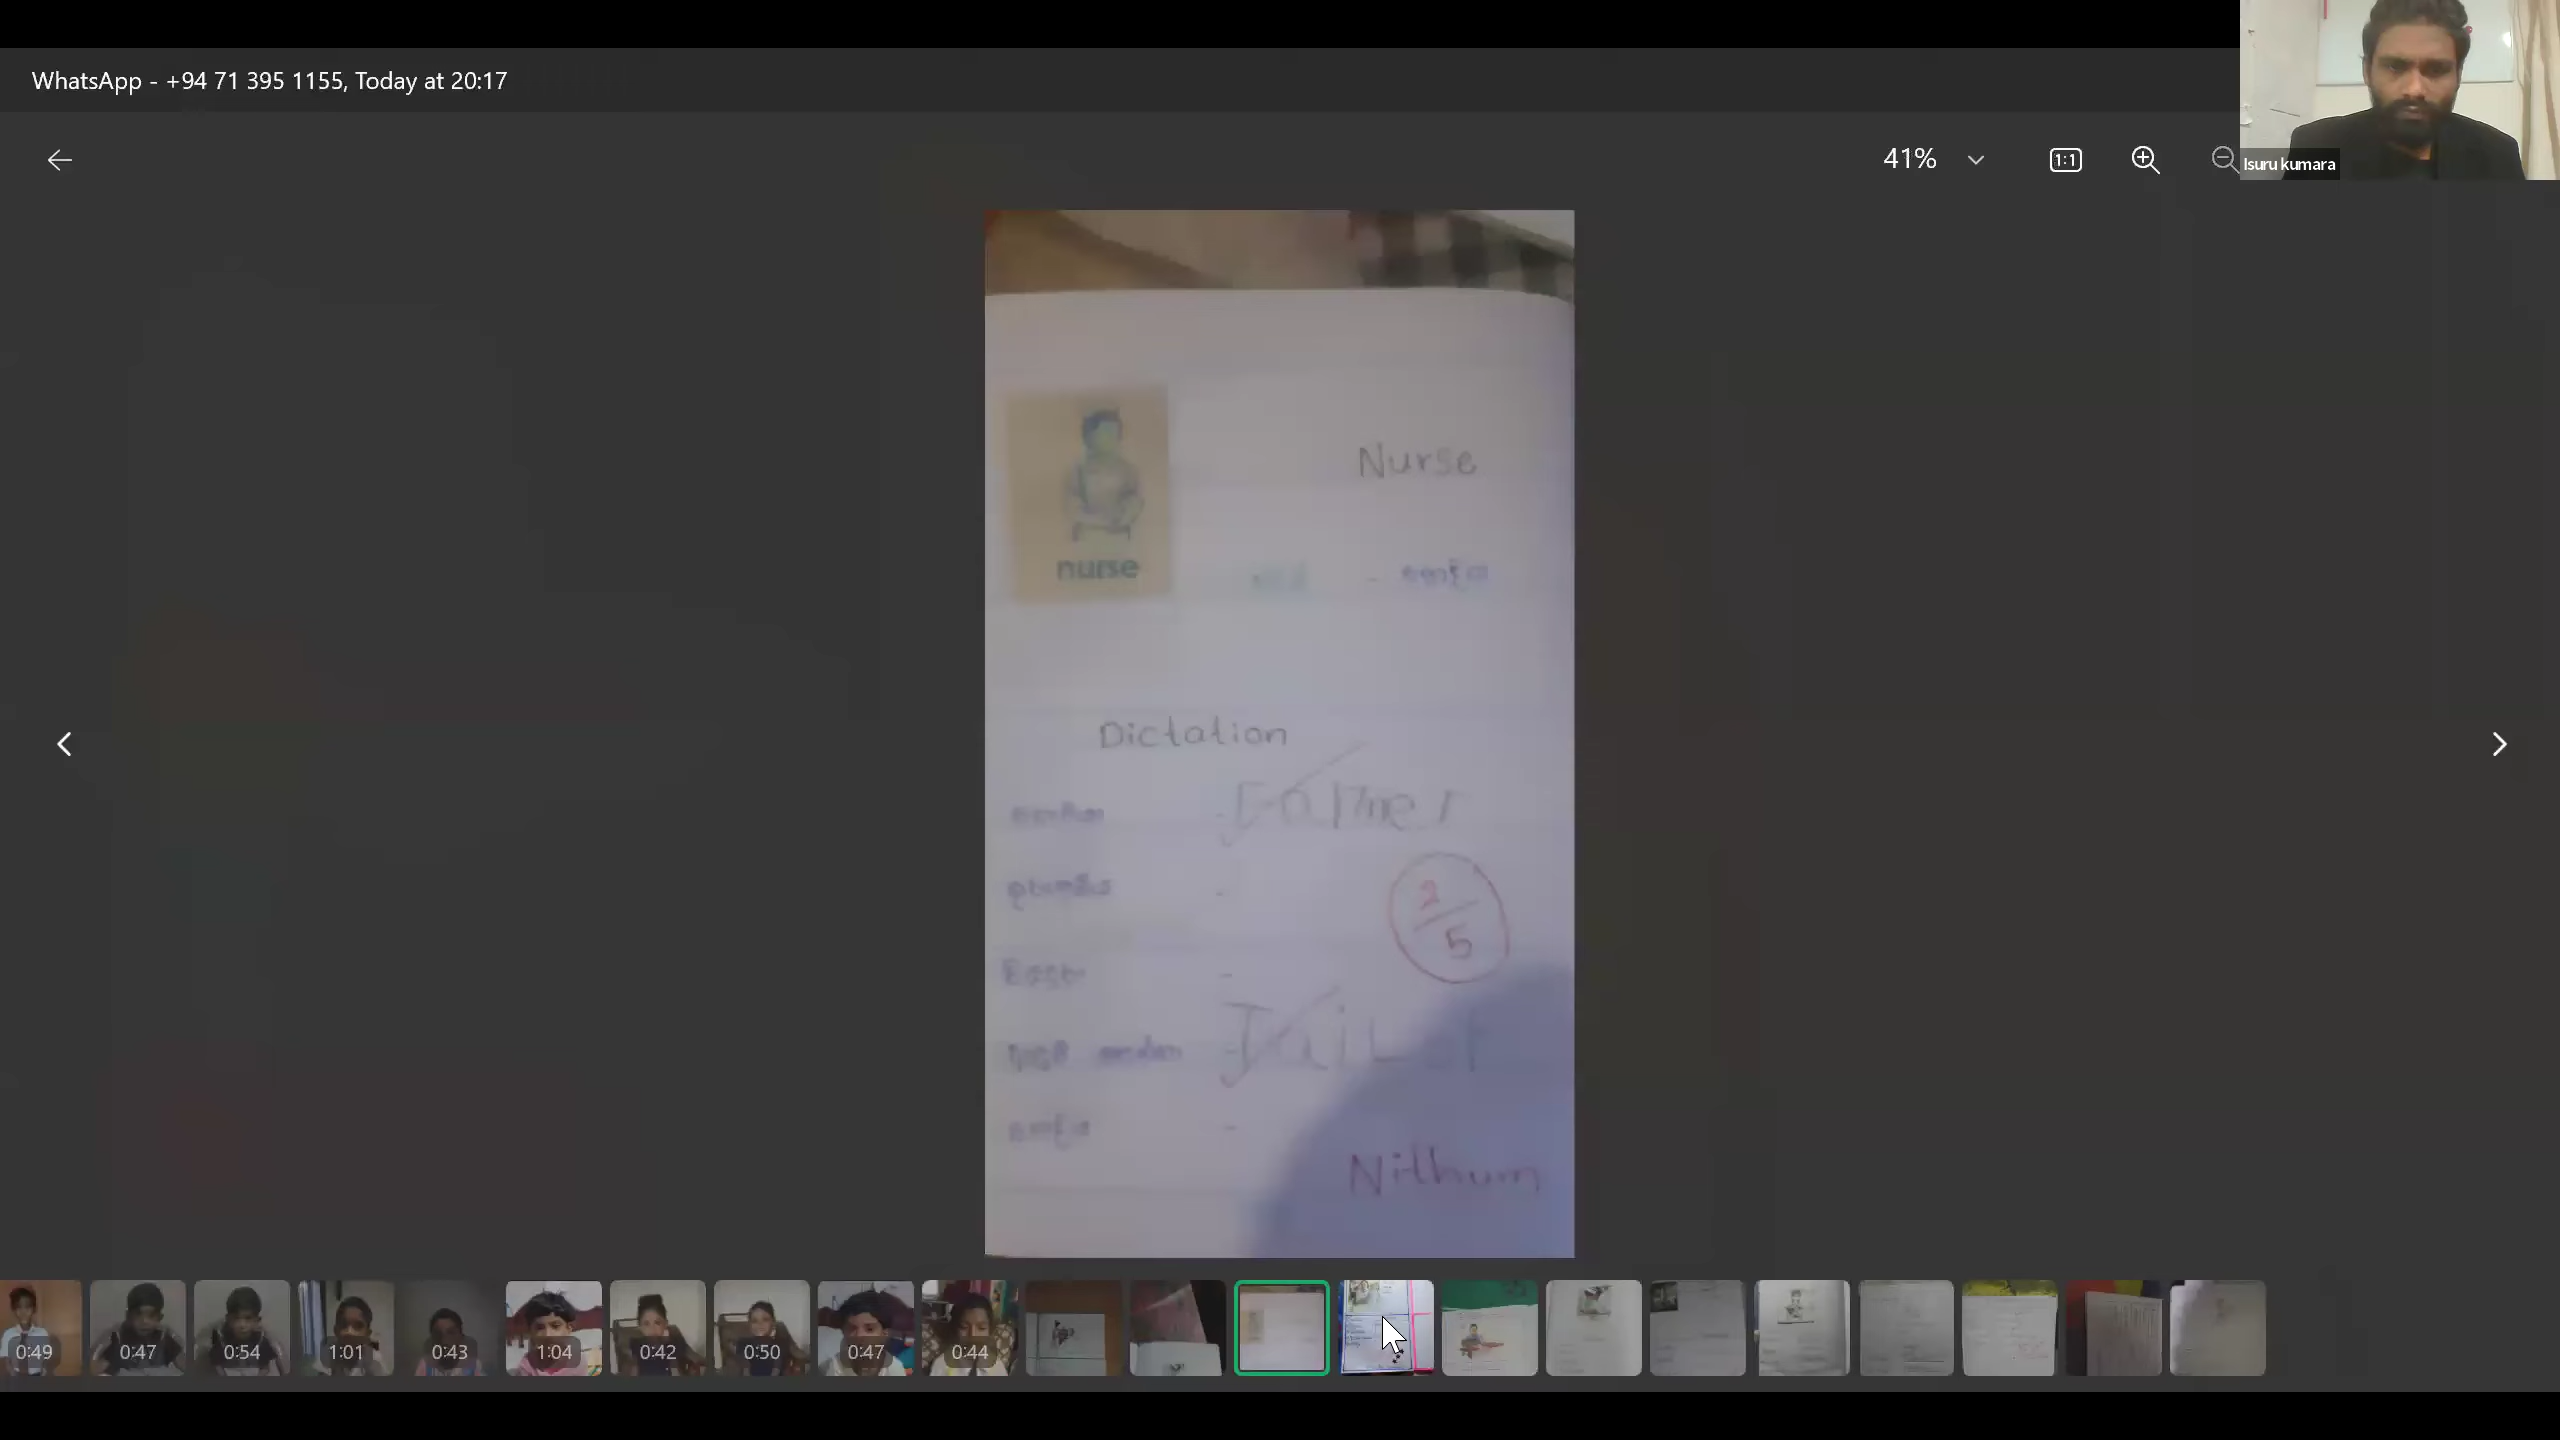 WhatsApp - +94 71 395 1155, Today at 20:17
41%
1:1
Isuru kumara
Nurse
nurse
Dictation
Farmer
2/5
Tailor
Nithum
0:49
0:47
0:54
1:01
0:43
1:04
0:42
0:50
0:47
0:44